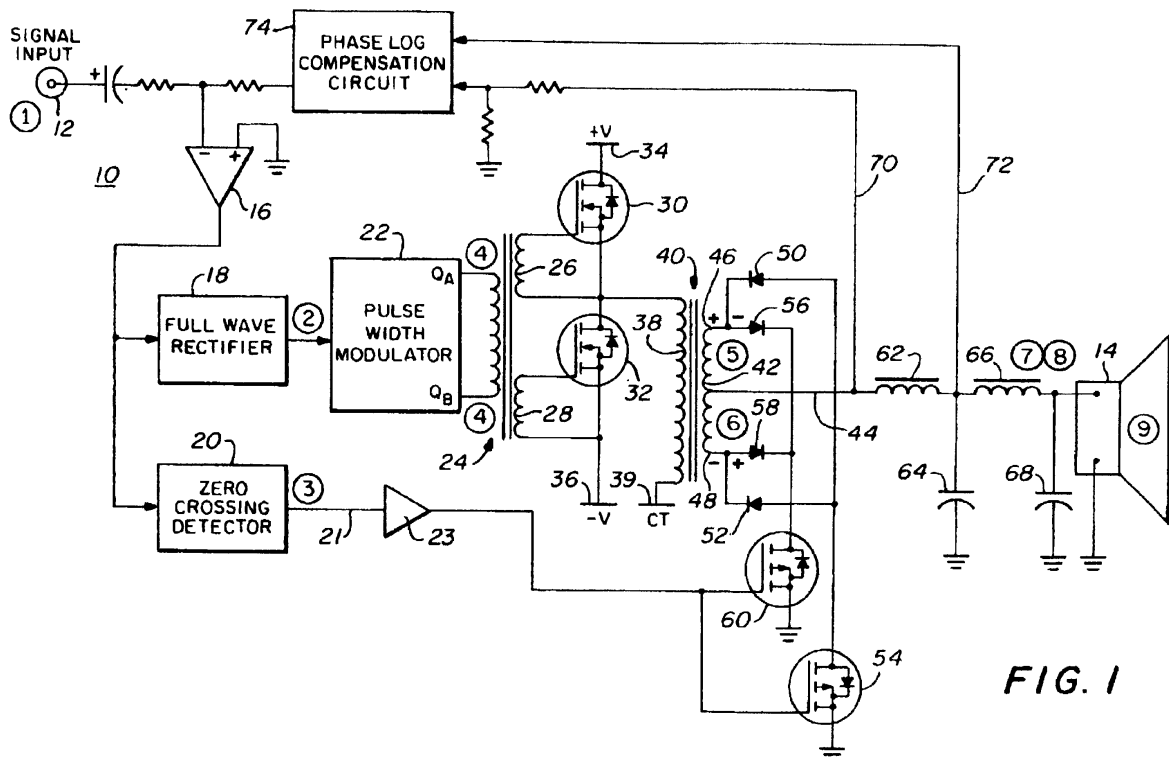 SIGNAL
INPUT
1
12
+
10
74
PHASE LOG
COMPENSATION
CIRCUIT
- +
16
18
FULL WAVE
RECTIFIER
2
22
QA
PULSE
WIDTH
MODULATOR
QB
4
4
24
26
28
20
ZERO
CROSSING
DETECTOR
3
21
23
+V
34
30
32
36
-V
38
39
CT
40
46
+ -
5
42
6
- +
48
50
56
58
52
44
60
54
70
72
62
66
7 8
64
68
14
9
FIG. 1